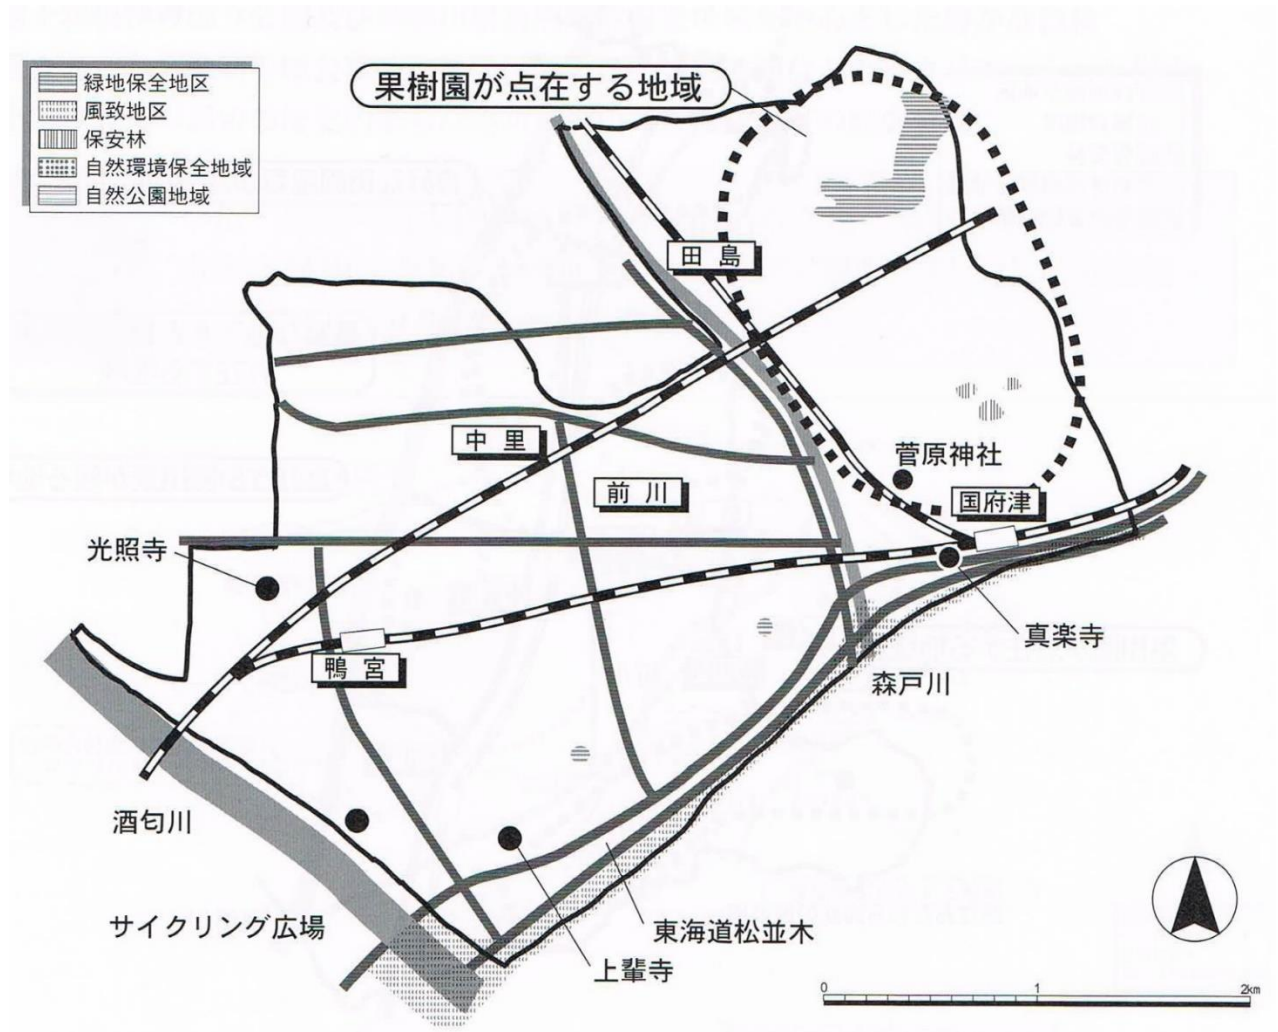 緑地保全地区
風致地区
保安林
自然環境保全地域
自然公園地域
果樹園が点在する地域
田島
中里
前川
菅原神社
国府津
光照寺
鴨宮
真楽寺
森戸川
酒匂川
サイクリング広場
東海道松並木
上輩寺
0 1 2km